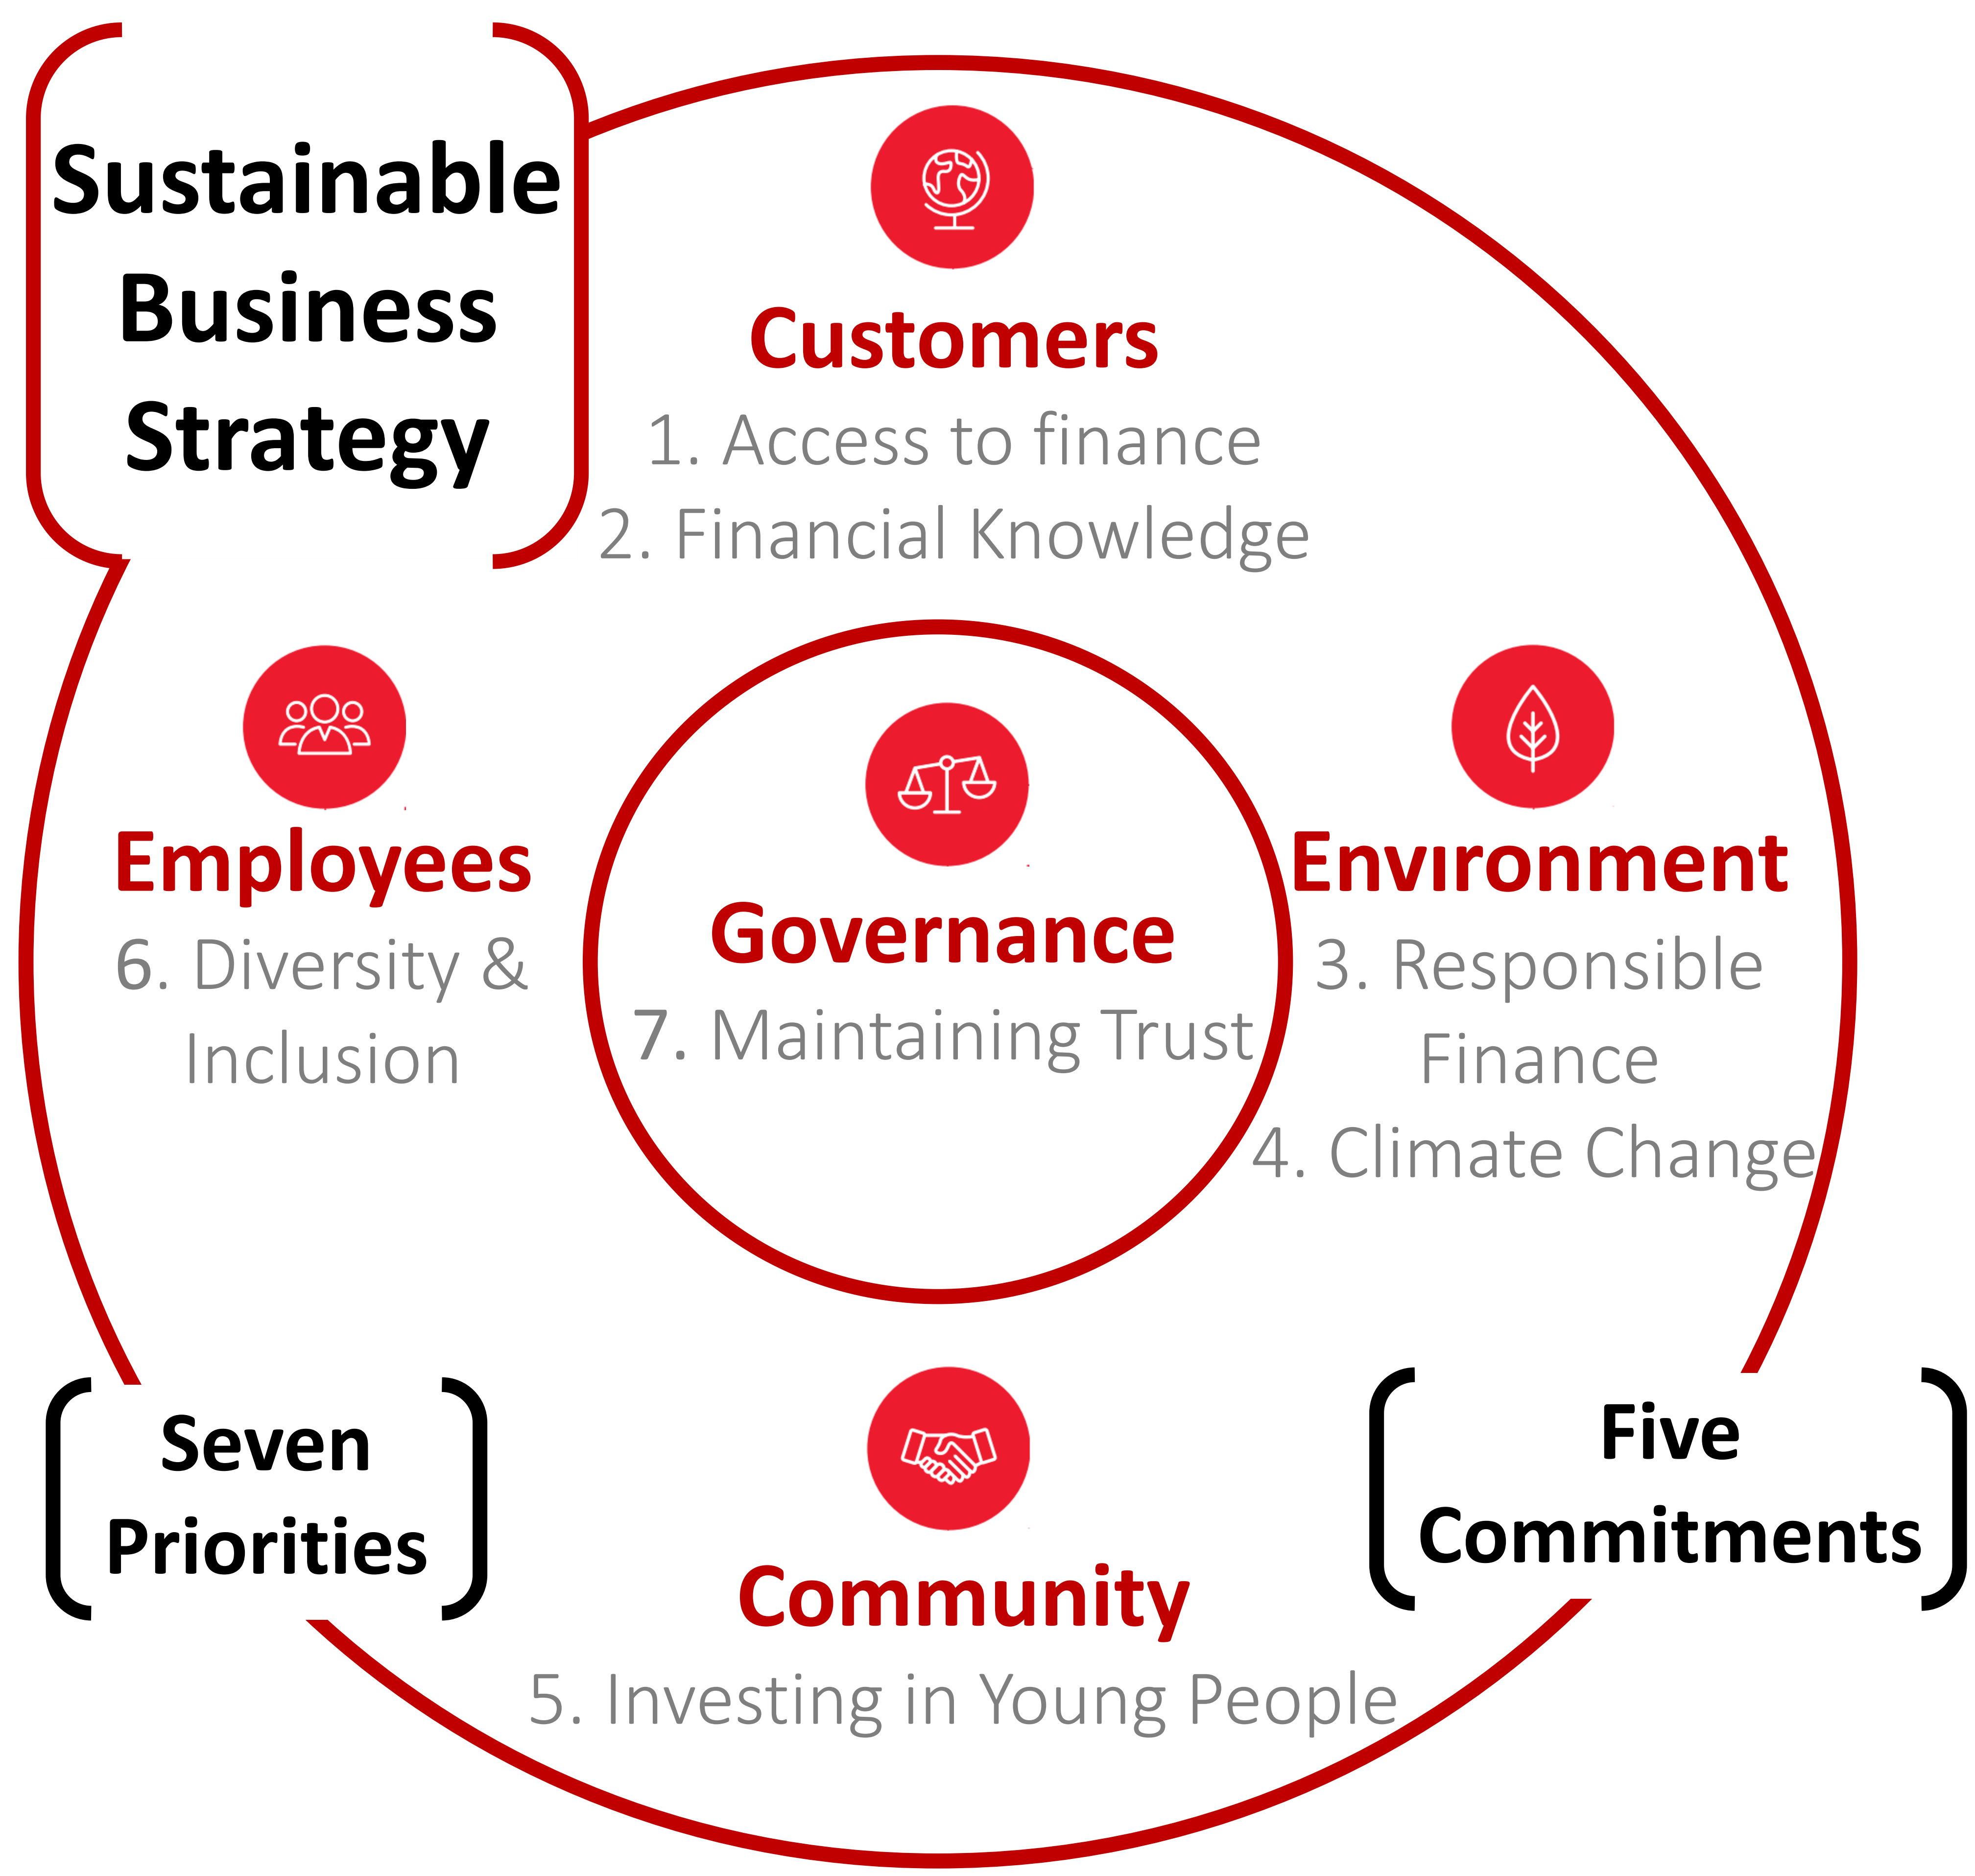 Sustainable
Business
Strategy
Customers
1. Access to finance
2. Financial Knowledge
Employees
6. Diversity &
Inclusion
Governance
7. Maintaining Trust
Envıronment
3. Responsible
Finance
4. Climate Change
Seven
Priorities
Five
Commitments
Community
5. Investing in Young People